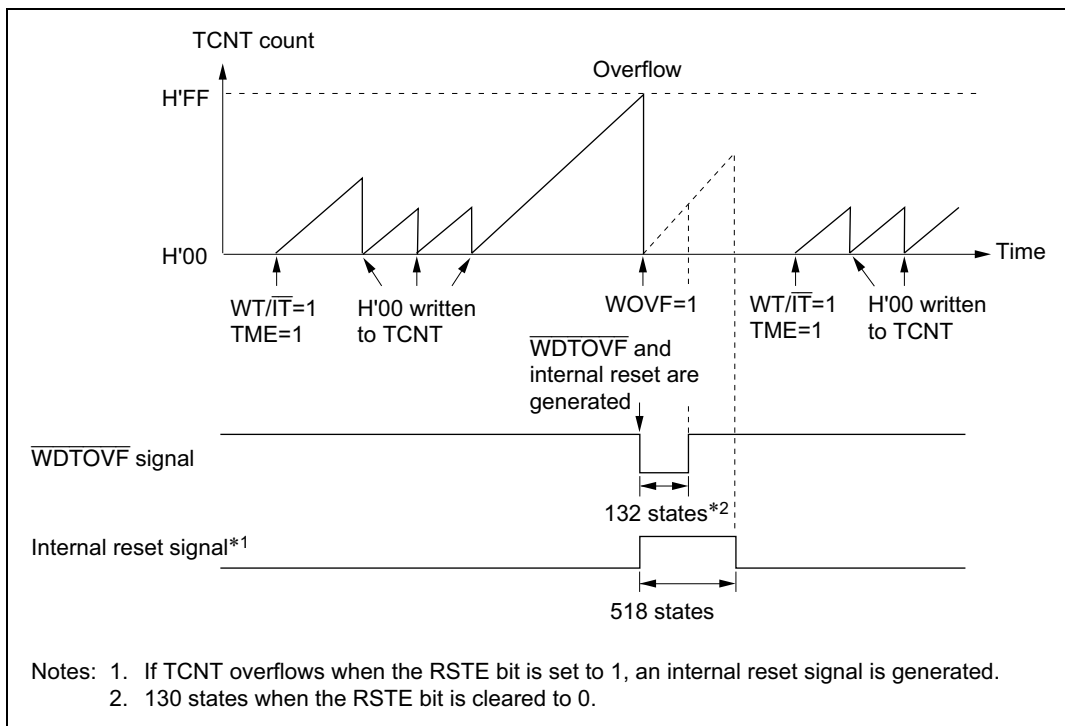 TCNT count
Overflow
H'FF
H'00
Time
WT/IT=1
TME=1
H'00 written
to TCNT
WOVF=1
WT/IT=1
TME=1
H'00 written
to TCNT
WDTOVF and
internal reset are
generated
WDTOVF signal
132 states*2
Internal reset signal*1
518 states
Notes: 1. If TCNT overflows when the RSTE bit is set to 1, an internal reset signal is generated.
2. 130 states when the RSTE bit is cleared to 0.